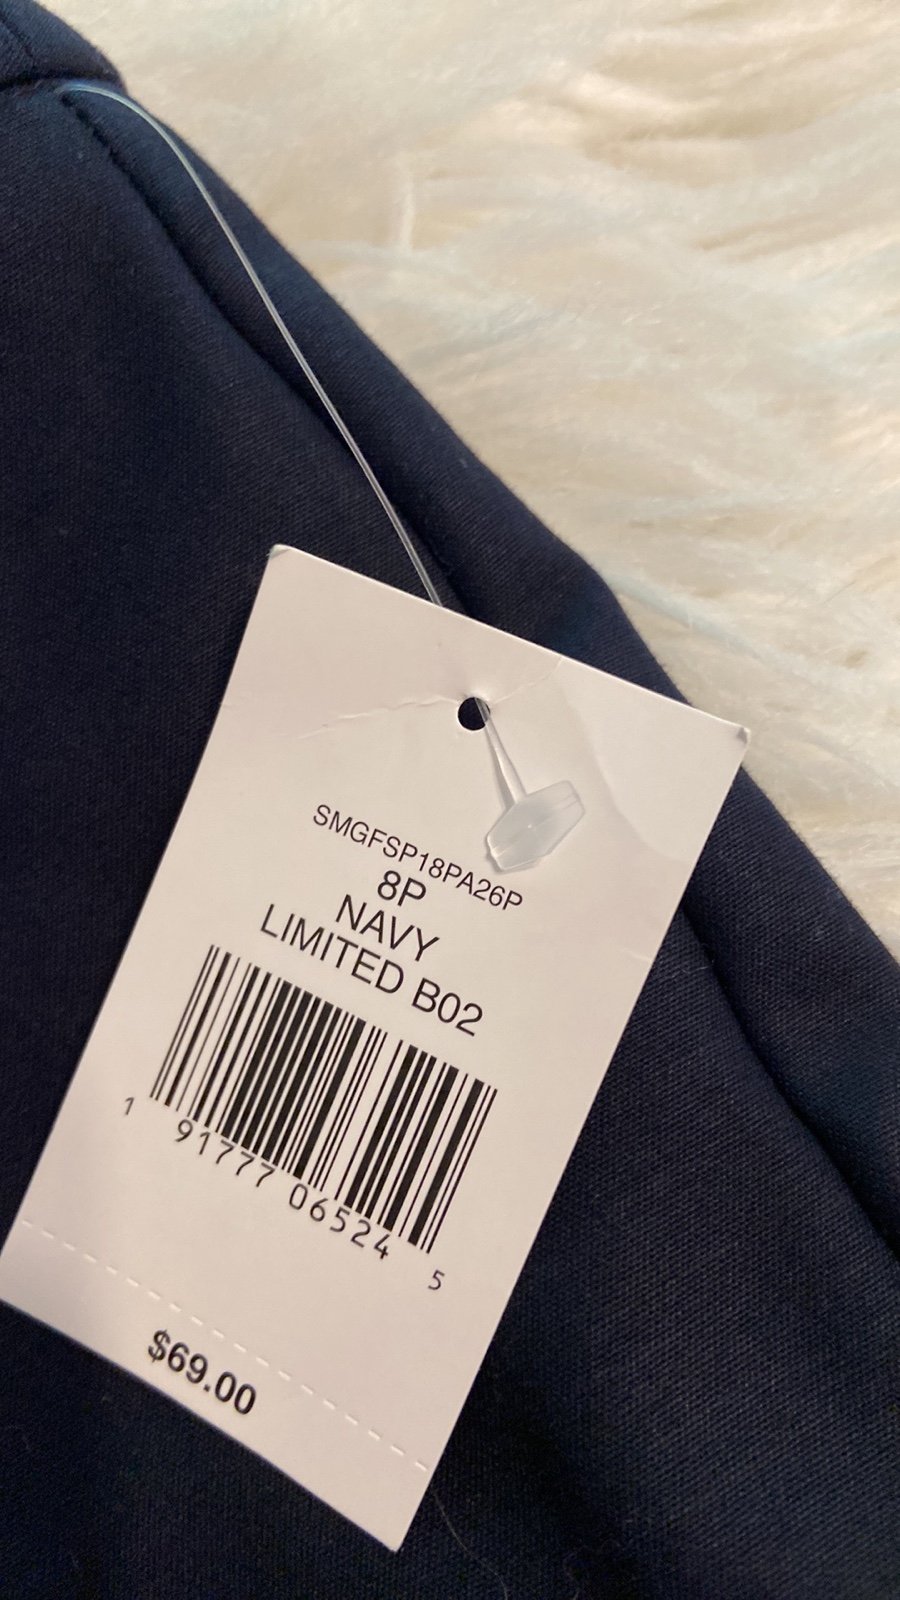 SMGFSP18PA26P
8P
NAVY
LIMITED B02
1 91777 06524 5
$69.00